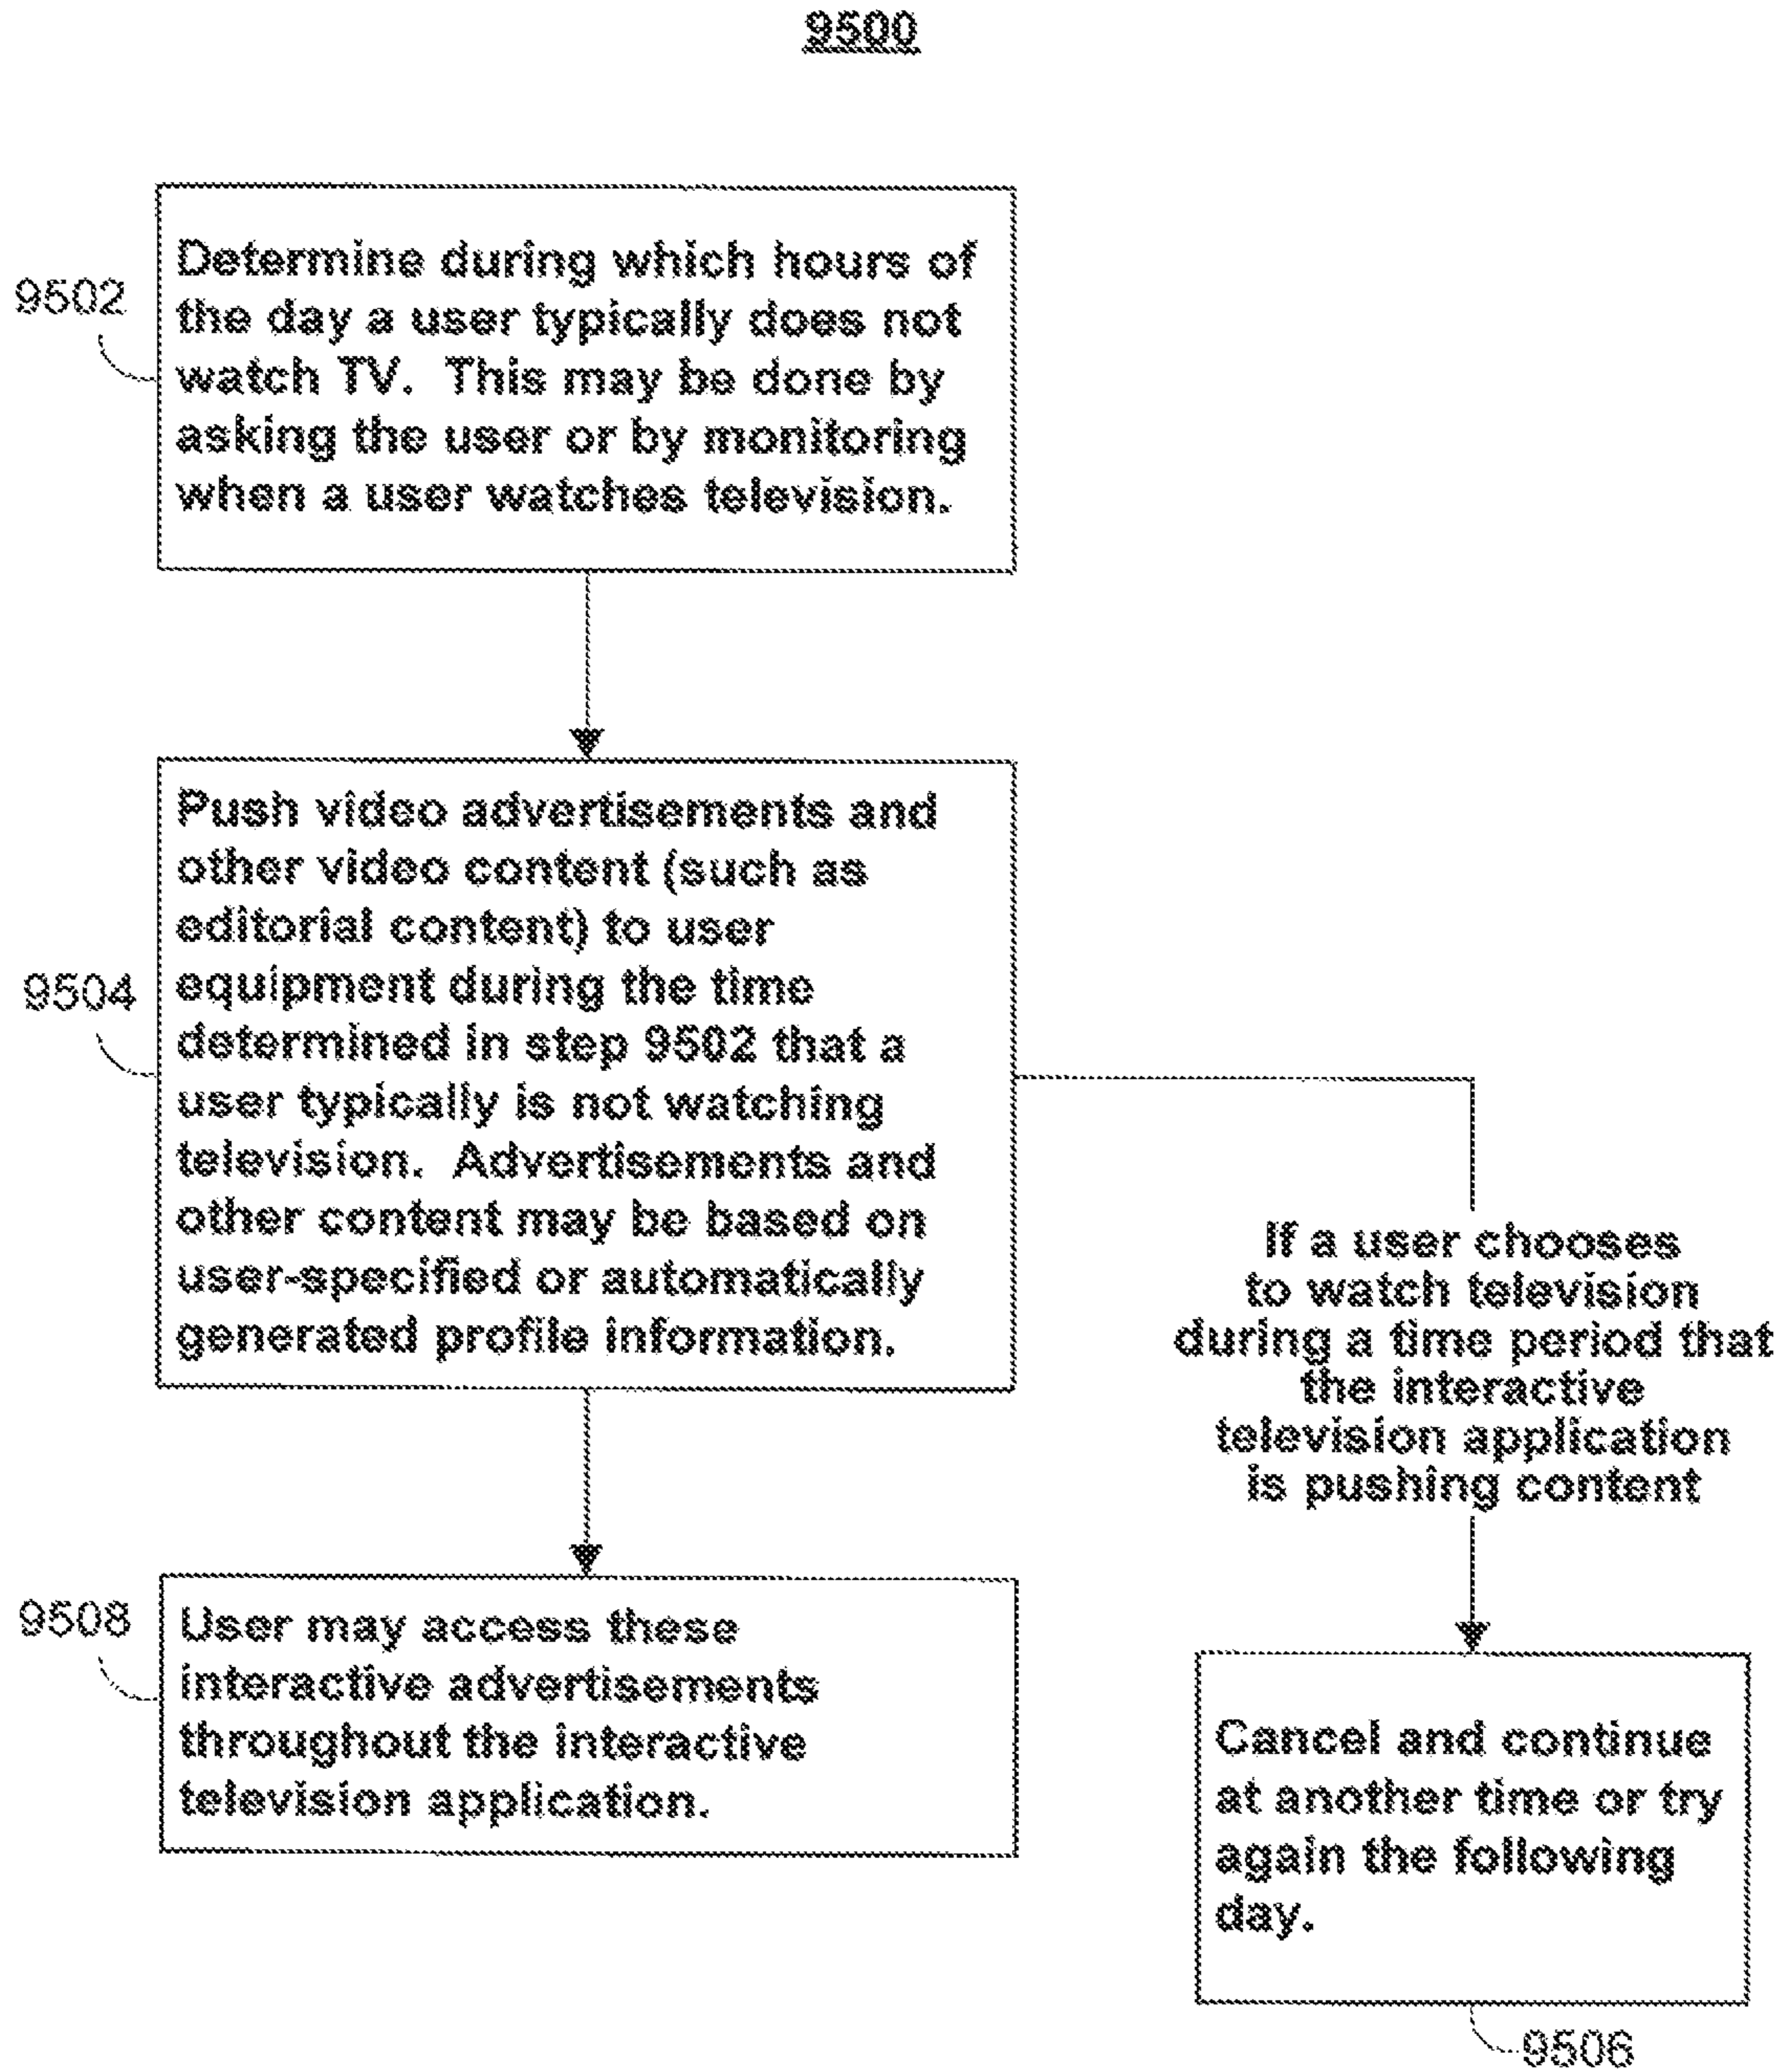 9500
9502
Determine during which hours of
the day a user typically does not
watch TV. This may be done by
asking the user or by monitoring
when a user watches television.
9504
Push video advertisements and
other video content (such as
editorial content) to user
equipment during the time
determined in step 9502 that a
user typically is not watching
television. Advertisements and
other content may be based on
user-specified or automatically
generated profile information.
If a user chooses
to watch television
during a time period that
the interactive
television application
is pushing content
9508
User may access these
interactive advertisements
throughout the interactive
television application.
Cancel and continue
at another time or try
again the following
day.
9506